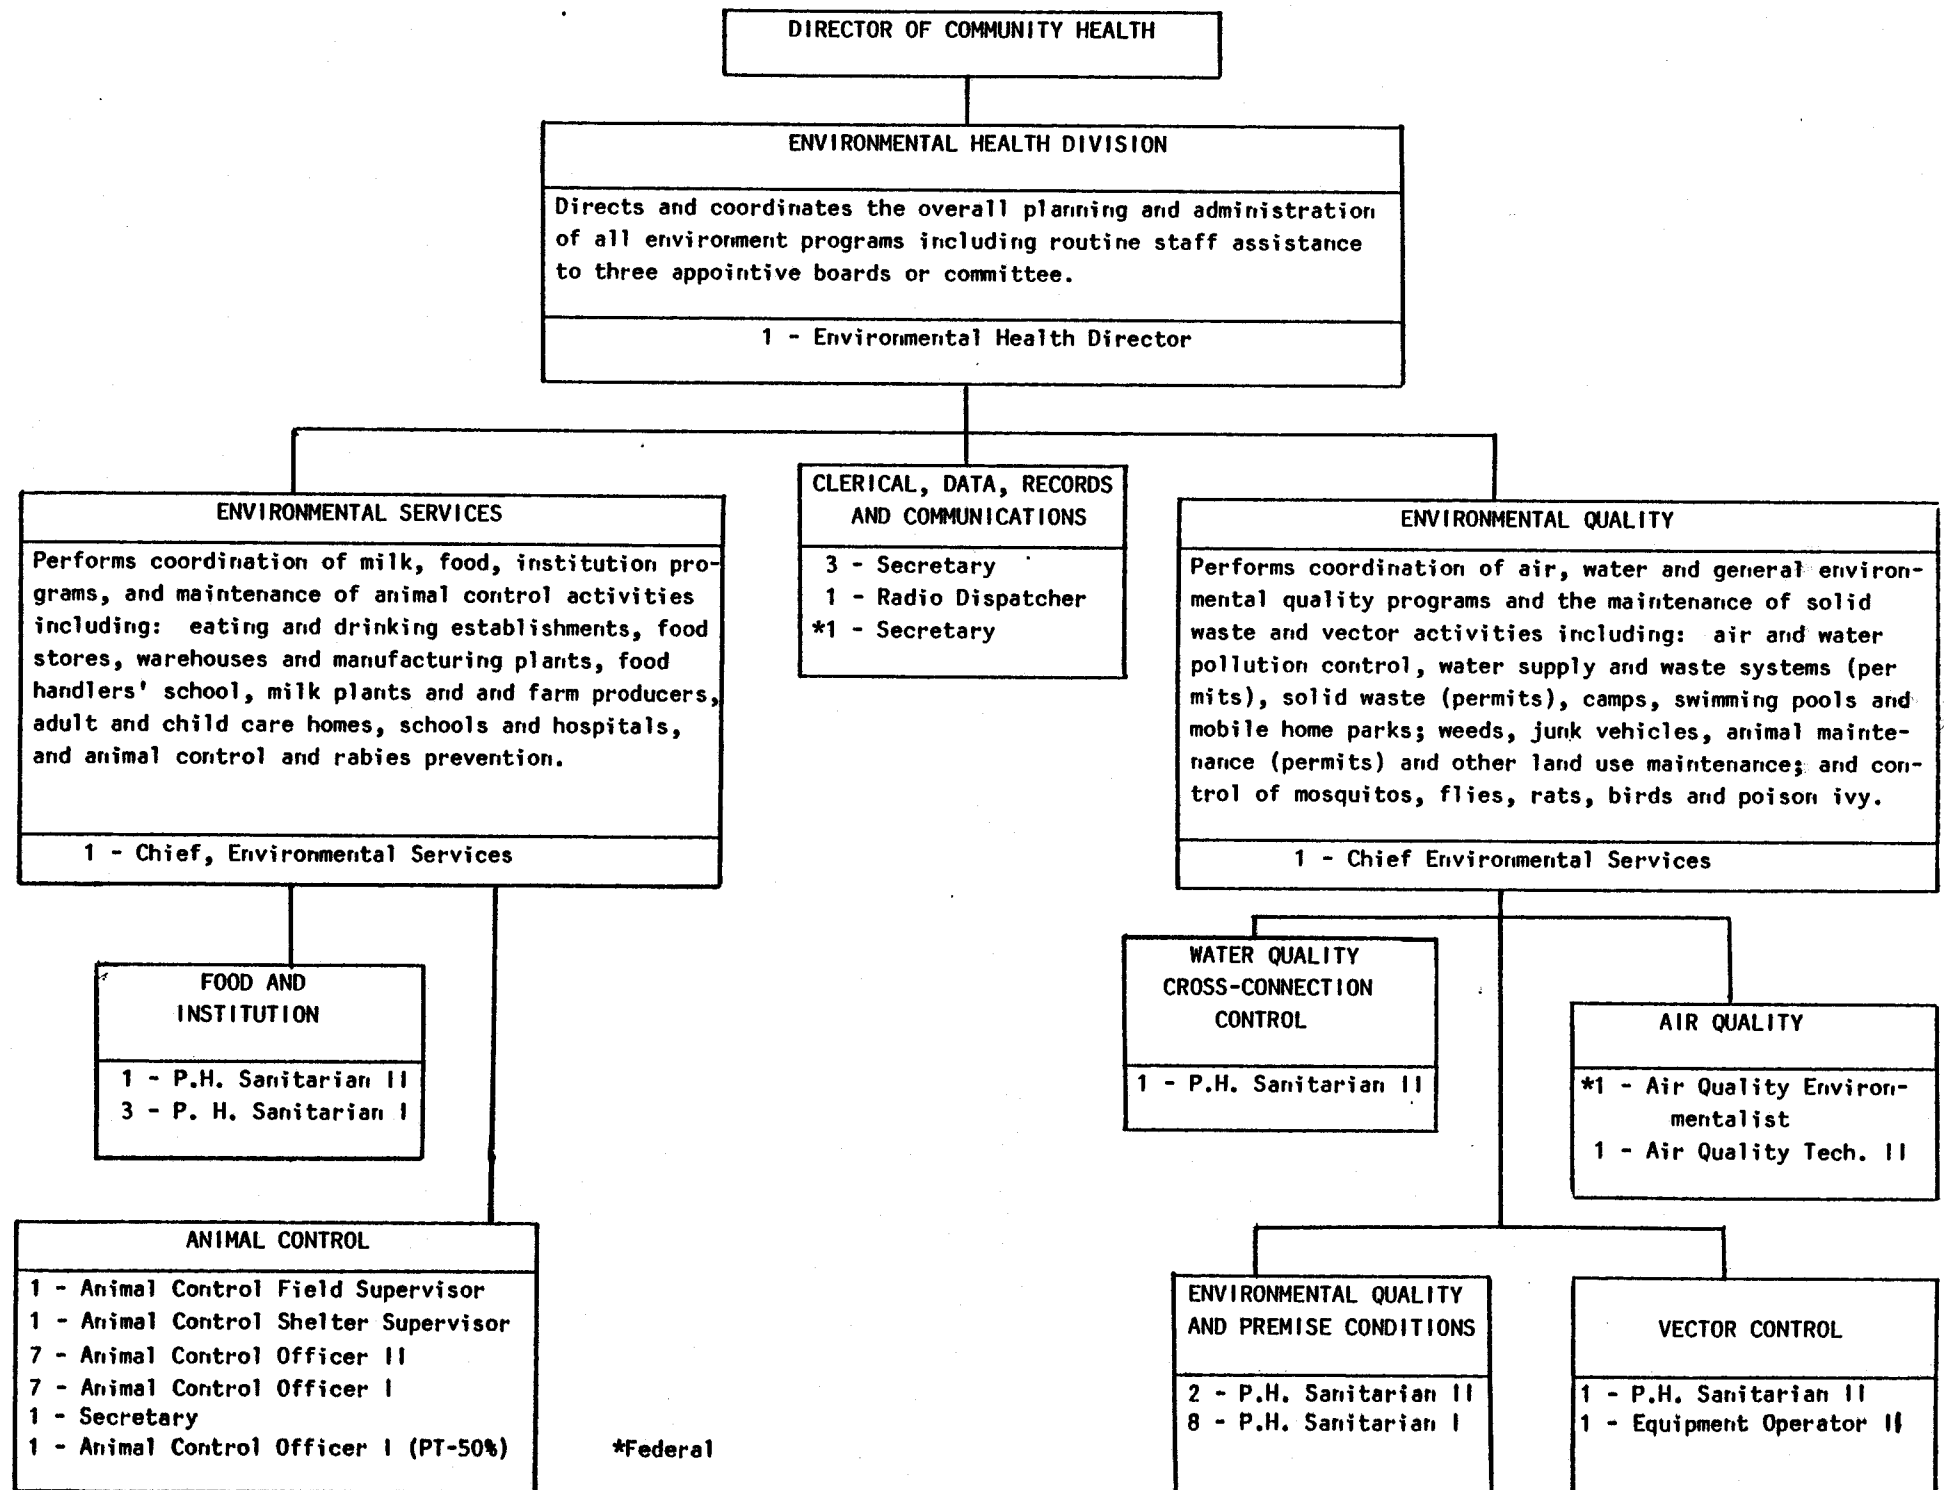 DIRECTOR OF COMMUNITY HEALTH
ENVIRONMENTAL HEALTH DIVISION
Directs and coordinates the overall planning and administration
of all environment programs including routine staff assistance
to three appointive boards or committee.
1 - Environmental Health Director
ENVIRONMENTAL SERVICES
Performs coordination of milk, food, institution pro-
grams, and maintenance of animal control activities
including: eating and drinking establishments, food
stores, warehouses and manufacturing plants, food
handlers' school, milk plants and and farm producers,
adult and child care homes, schools and hospitals,
and animal control and rabies prevention.
1 - Chief, Environmental Services
CLERICAL, DATA, RECORDS
AND COMMUNICATIONS
3 - Secretary
1 - Radio Dispatcher
*1 - Secretary
ENVIRONMENTAL QUALITY
Performs coordination of air, water and general environ-
mental quality programs and the maintenance of solid
waste and vector activities including: air and water
pollution control, water supply and waste systems (per
mits), solid waste (permits), camps, swimming pools and
mobile home parks; weeds, junk vehicles, animal mainte-
nance (permits) and other land use maintenance; and con-
trol of mosquitos, flies, rats, birds and poison ivy.
1 - Chief Environmental Services
FOOD AND
INSTITUTION
1 - P.H. Sanitarian II
3 - P. H. Sanitarian I
WATER QUALITY
CROSS-CONNECTION
CONTROL
1 - P.H. Sanitarian II
AIR QUALITY
*1 - Air Quality Environ-
mentalist
1 - Air Quality Tech. II
ANIMAL CONTROL
1 - Animal Control Field Supervisor
1 - Animal Control Shelter Supervisor
7 - Animal Control Officer II
7 - Animal Control Officer I
1 - Secretary
1 - Animal Control Officer I (PT-50%)
*Federal
ENVIRONMENTAL QUALITY
AND PREMISE CONDITIONS
2 - P.H. Sanitarian II
8 - P.H. Sanitarian I
VECTOR CONTROL
1 - P.H. Sanitarian II
1 - Equipment Operator II